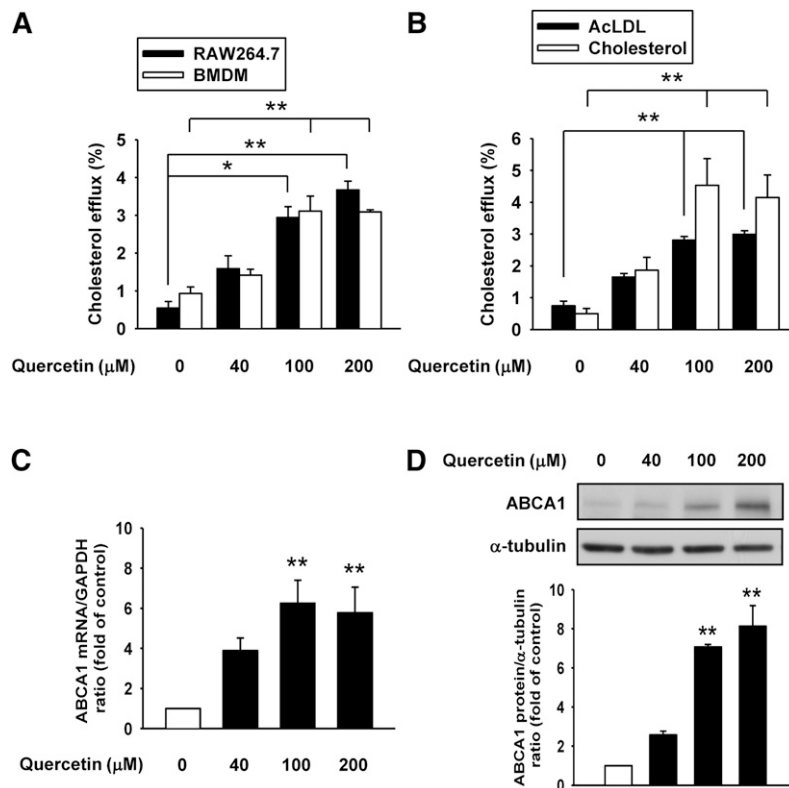 A
RAW264.7
BMDM
**
**
*
Cholesterol efflux (%)
5
4
3
2
1
0
Quercetin (μM) 0 40 100 200
B
AcLDL
Cholesterol
**
**
Cholesterol efflux (%)
6
5
4
3
2
1
0
Quercetin (μM) 0 40 100 200
C
ABCA1 mRNA/GAPDH
ratio (fold of control)
10
8
6
4
2
0
** **
Quercetin (μM) 0 40 100 200
D
Quercetin (μM) 0 40 100 200
ABCA1
α-tubulin
ABCA1 protein/α-tubulin
ratio (fold of control)
10
8
6
4
2
0
** **